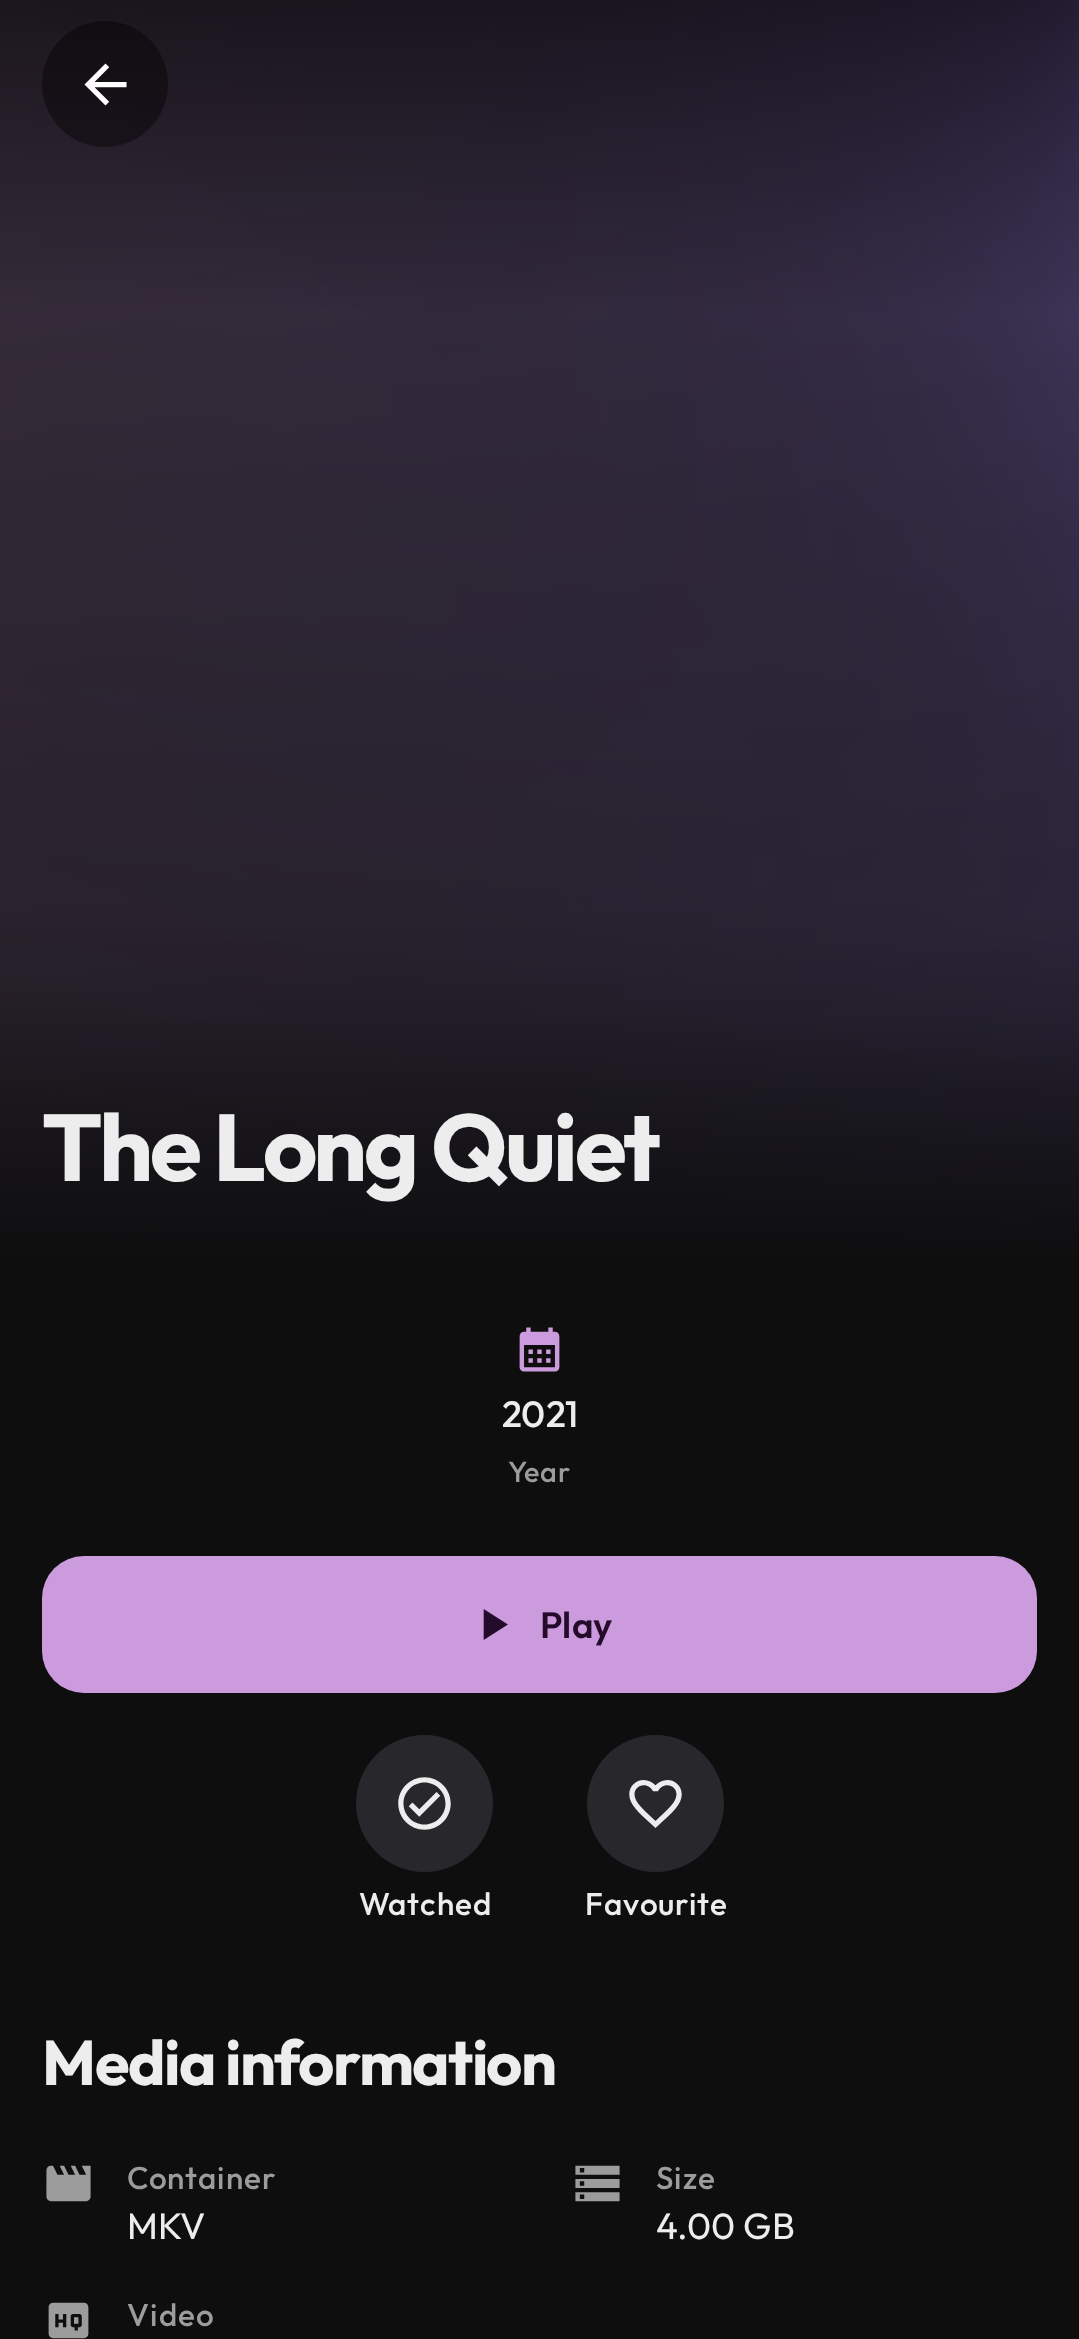 The Long Quiet
2021
Year
Play
Watched
Favourite
Media information
Container
MKV
Size
4.00 GB
HQ
Video